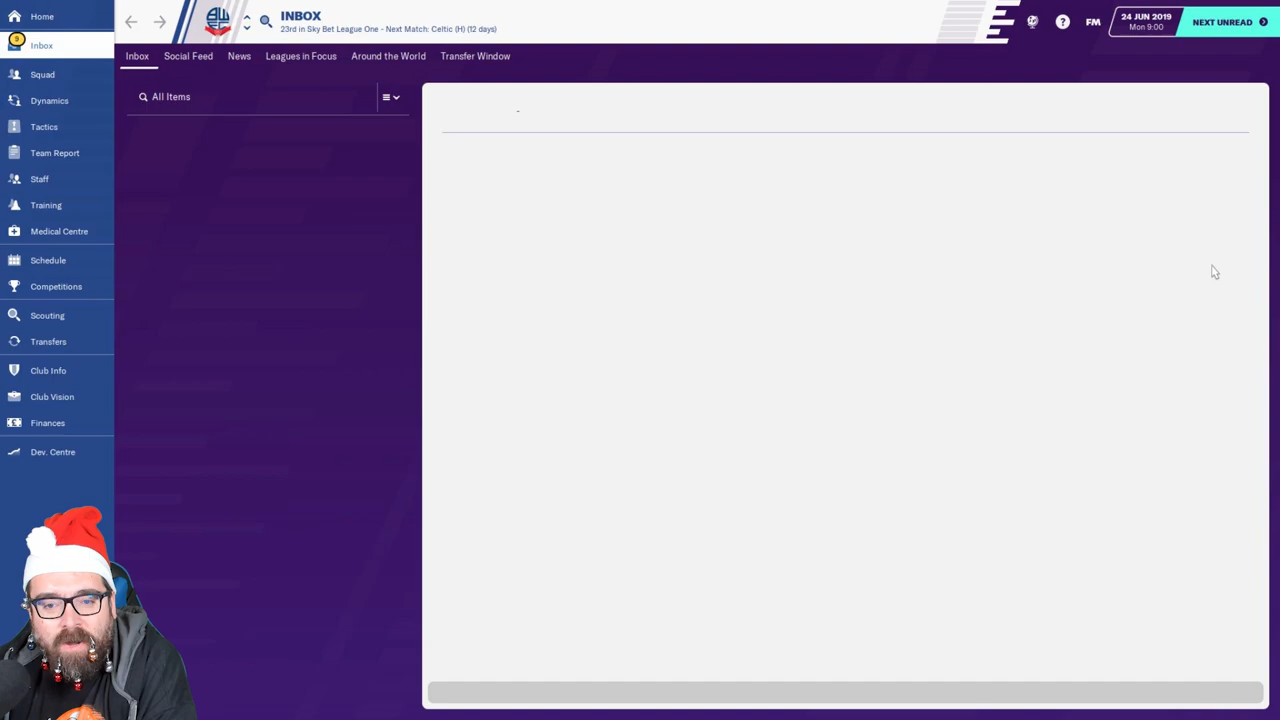 Home
INBOX
23rd in Sky Bet League One - Next Match: Celtic (H) (12 days)
FM
24 JUN 2019
Mon 9:00
NEXT UNREAD
9
Inbox
Inbox
Social Feed
News
Leagues in Focus
Around the World
Transfer Window
Squad
Dynamics
Tactics
Team Report
Staff
Training
Medical Centre
Schedule
Competitions
Scouting
Transfers
Club Info
Club Vision
Finances
Dev. Centre
All Items
-